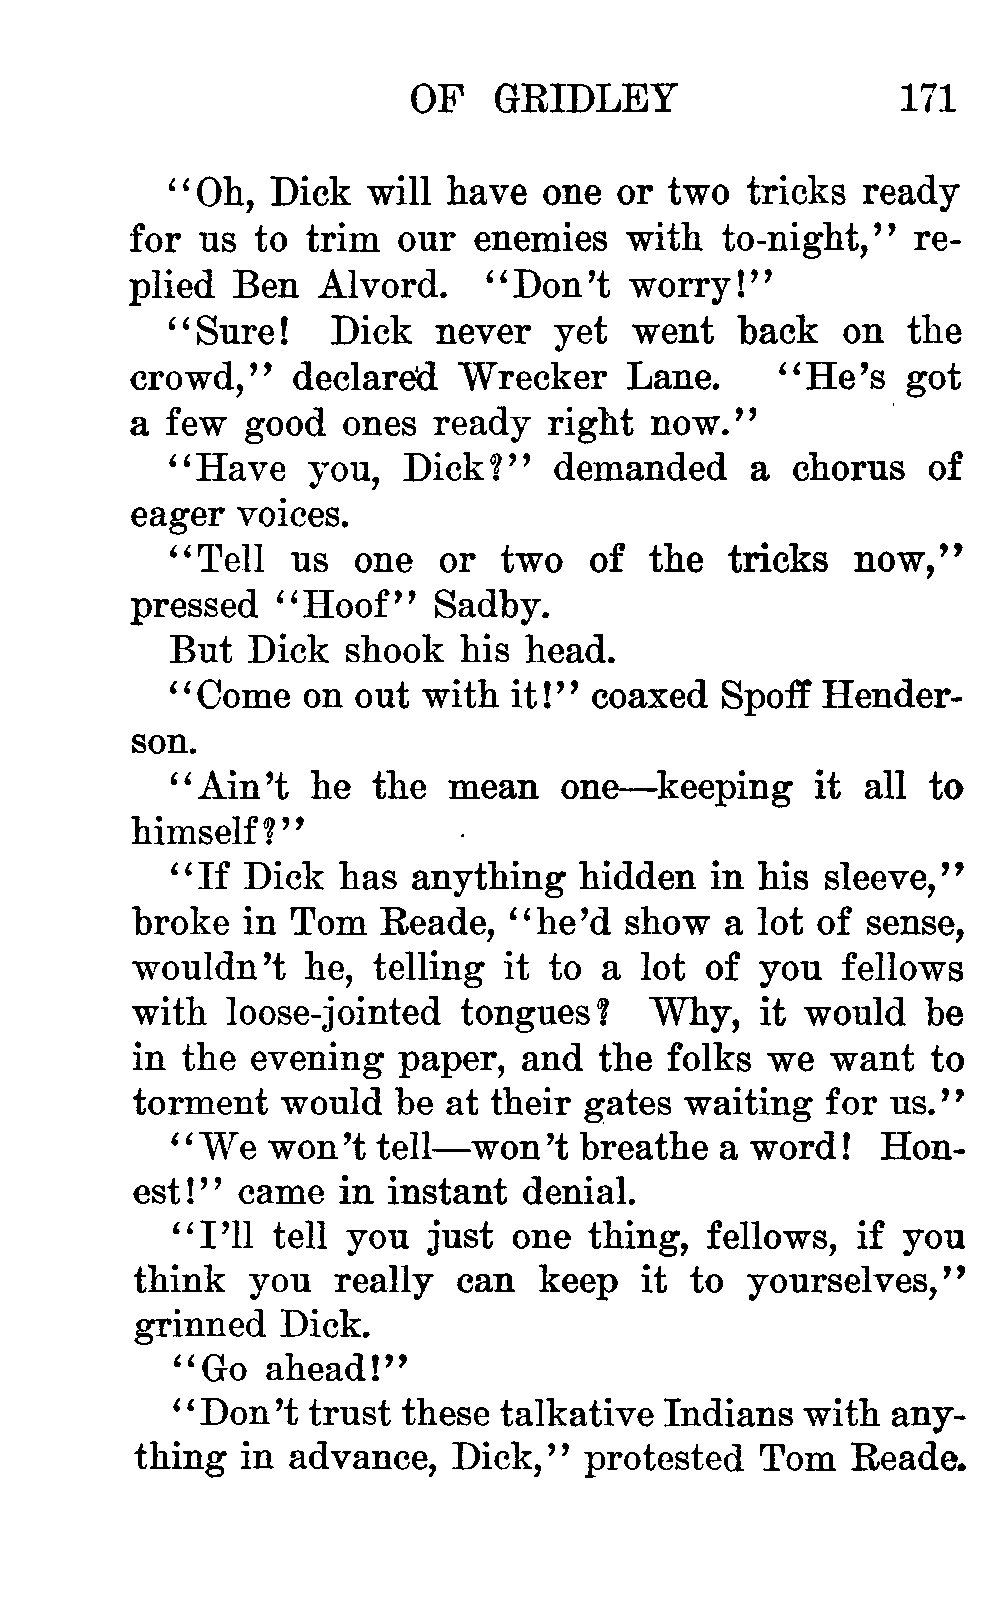 OF GRIDLEY 171
“Oh, Dick will have one or two tricks ready
for us to trim our enemies with to-night,” re-
plied Ben Alvord. “Don’t worry!”
“Sure! Dick never yet went back on the
crowd,” declared Wrecker Lane. “He’s got
a few good ones ready right now.”
“Have you, Dick?” demanded a chorus of
eager voices.
“Tell us one or two of the tricks now,”
pressed “Hoof” Sadby.
But Dick shook his head.
“Come on out with it!” coaxed Spoff Hender-
son.
“Ain’t he the mean one—keeping it all to
himself?”
“If Dick has anything hidden in his sleeve,”
broke in Tom Reade, “he’d show a lot of sense,
wouldn’t he, telling it to a lot of you fellows
with loose-jointed tongues? Why, it would be
in the evening paper, and the folks we want to
torment would be at their gates waiting for us.”
“We won’t tell—won’t breathe a word! Hon-
est!” came in instant denial.
“I’ll tell you just one thing, fellows, if you
think you really can keep it to yourselves,”
grinned Dick.
“Go ahead!”
“Don’t trust these talkative Indians with any-
thing in advance, Dick,” protested Tom Reade.